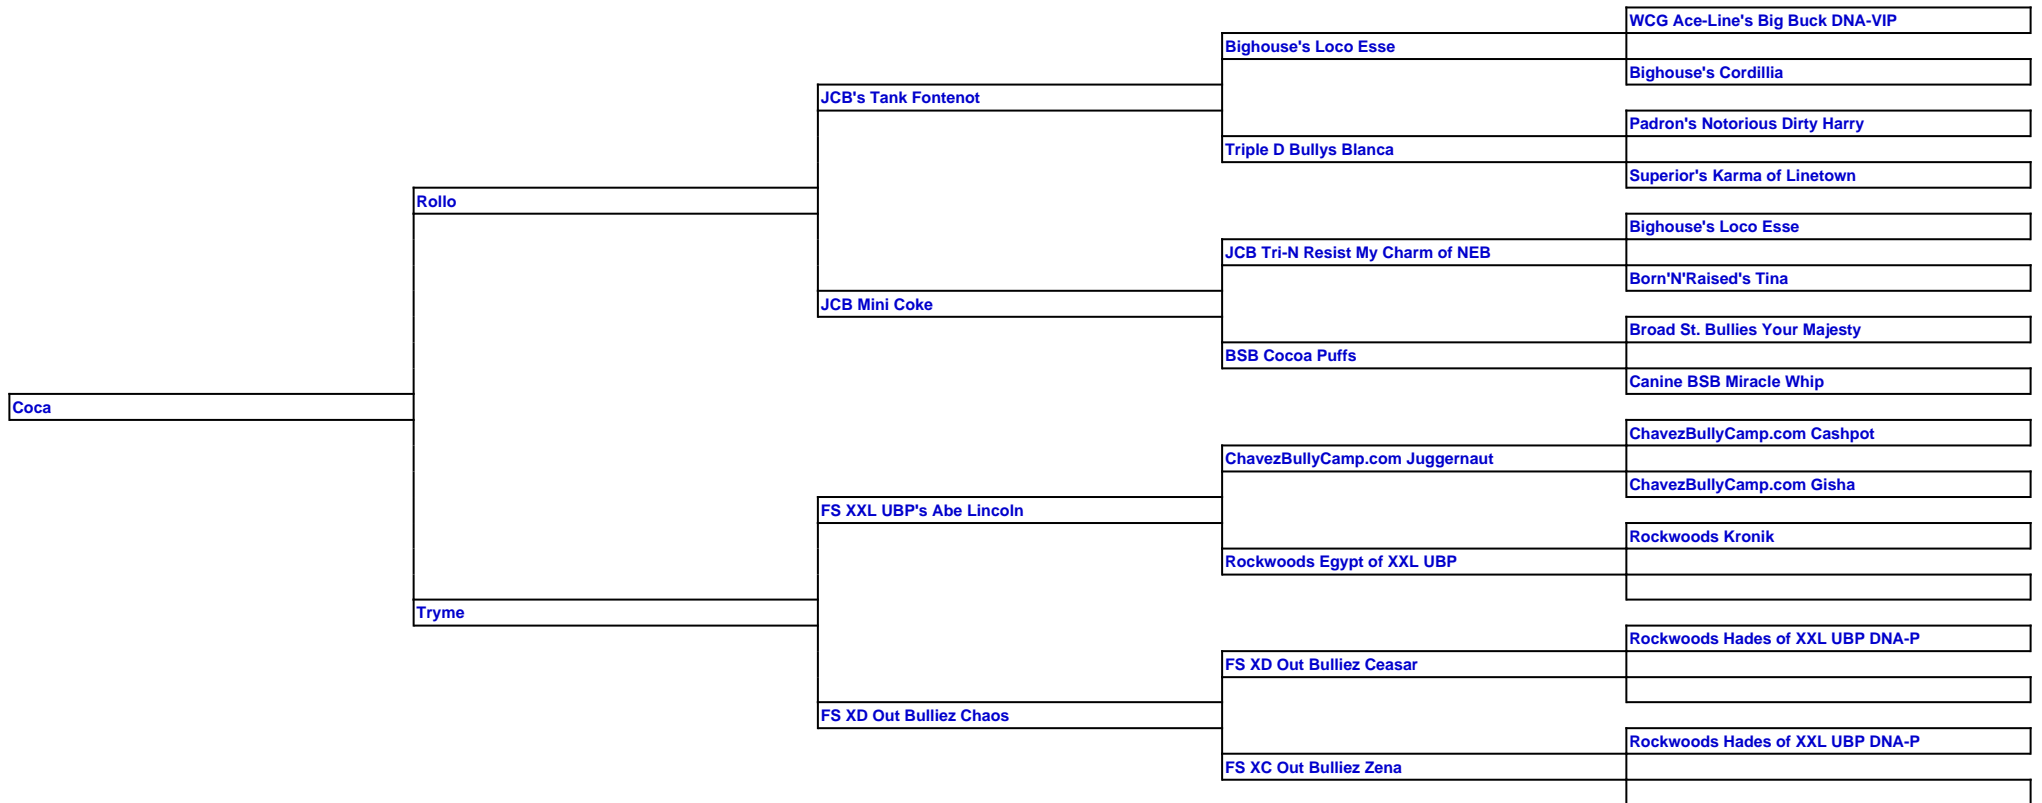 WCG Ace-Line's Big Buck DNA-VIP
Bighouse's Loco Esse
Bighouse's Cordillia
JCB's Tank Fontenot
Padron's Notorious Dirty Harry
Triple D Bullys Blanca
Superior's Karma of Linetown
Rollo
Bighouse's Loco Esse
JCB Tri-N Resist My Charm of NEB
Born'N'Raised's Tina
JCB Mini Coke
Broad St. Bullies Your Majesty
BSB Cocoa Puffs
Canine BSB Miracle Whip
Coca
ChavezBullyCamp.com Cashpot
ChavezBullyCamp.com Juggernaut
ChavezBullyCamp.com Gisha
FS XXL UBP's Abe Lincoln
Rockwoods Kronik
Rockwoods Egypt of XXL UBP
Tryme
Rockwoods Hades of XXL UBP DNA-P
FS XD Out Bulliez Ceasar
FS XD Out Bulliez Chaos
Rockwoods Hades of XXL UBP DNA-P
FS XC Out Bulliez Zena